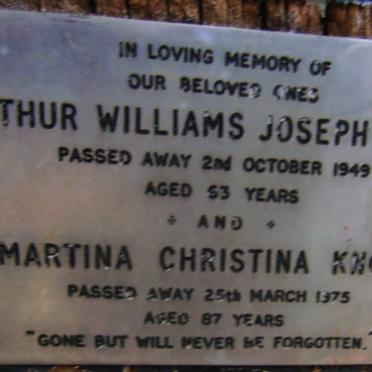 IN LOVING MEMORY OF
OUR BELOVED ONES
THUR WILLIAMS JOSEPH
PASSED AWAY 2nd OCTOBER 1949
AGED 53 YEARS
AND
MARTINA CHRISTINA
PASSED AWAY 25th MARCH 1975
AGED 87 YEARS
"GONE BUT WILL NEVER BE FORGOTTEN."